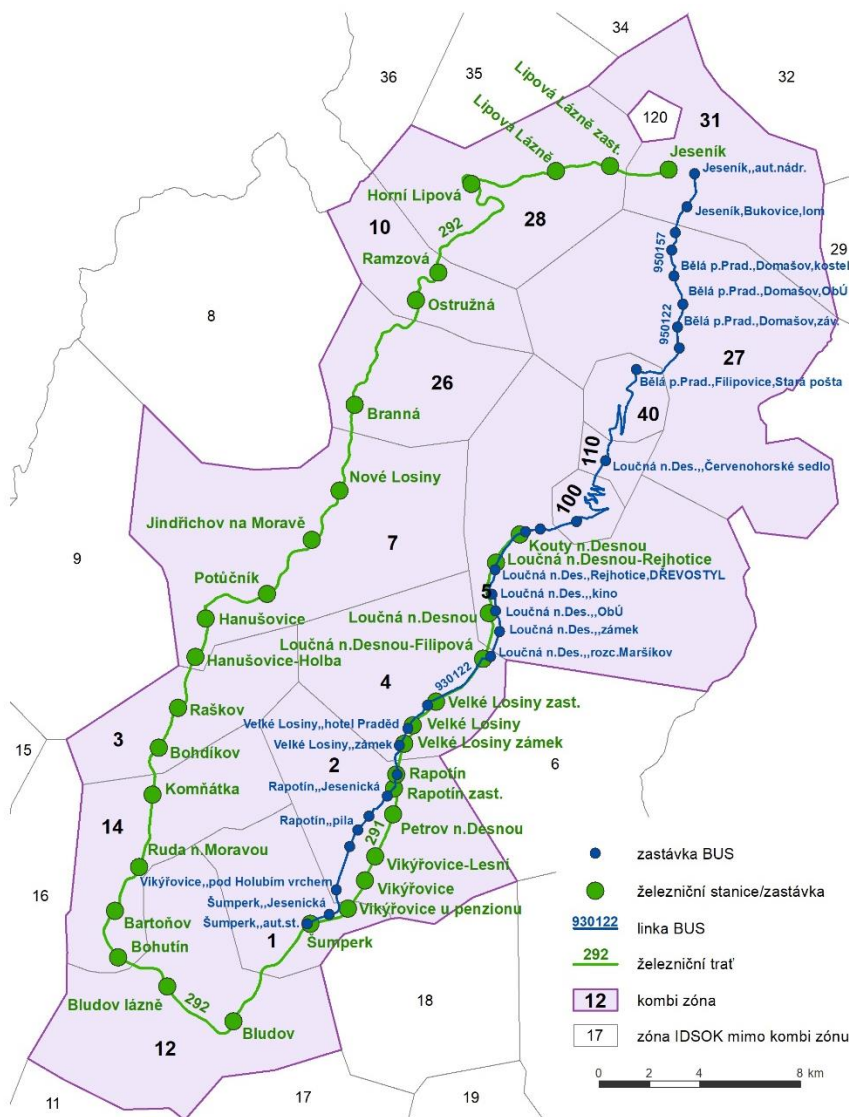 34
36
35
32
Lipová Lázně zast.
120
31
Lipová Lázně
Jeseník
Jeseník,,aut.nádr.
Horní Lipová
Jeseník,Bukovice,lom
10
292
28
29
950157
Ramzová
Bělá p.Prad.,Domašov,kostel
Bělá p.Prad.,Domašov,ObÚ
Ostružná
8
950122
Bělá p.Prad.,Domašov,záv.
27
26
Bělá p.Prad.,Filipovice,Stará pošta
Branná
40
110
Loučná n.Des.,,Červenohorské sedlo
Nové Losiny
100
Jindřichov na Moravě
7
Kouty n.Desnou
9
Loučná n.Desnou-Rejhotice
Loučná n.Des.,Rejhotice,DŘEVOSTYL
Potůčník
5
Loučná n.Des.,,kino
Hanušovice
Loučná n.Desnou
Loučná n.Des.,,ObÚ
Loučná n.Des.,,zámek
Loučná n.Desnou-Filipová
Hanušovice-Holba
Loučná n.Des.,,rozc.Maršíkov
4
930122
Raškov
Velké Losiny zast.
Velké Losiny,,hotel Praděd
Velké Losiny
3
15
Bohdíkov
Velké Losiny,,zámek
Velké Losiny zámek
2
6
Komňátka
Rapotín
Rapotín,,Jesenická
Rapotín zast.
14
Rapotín,,pila
Petrov n.Desnou
291
Ruda n.Moravou
Vikýřovice-Lesní
16
Vikýřovice,,pod Holubím vrchem
Vikýřovice
Bartoňov
Šumperk,,Jesenická
Vikýřovice u penzionu
Šumperk,,aut.st.
1
Šumperk
Bohutín
Bludov lázně
292
18
Bludov
12
11
17
19
zastávka BUS
železniční stanice/zastávka
930122
linka BUS
292
železniční trať
12
kombi zóna
17
zóna IDSOK mimo kombi zónu
0 2 4 8 km